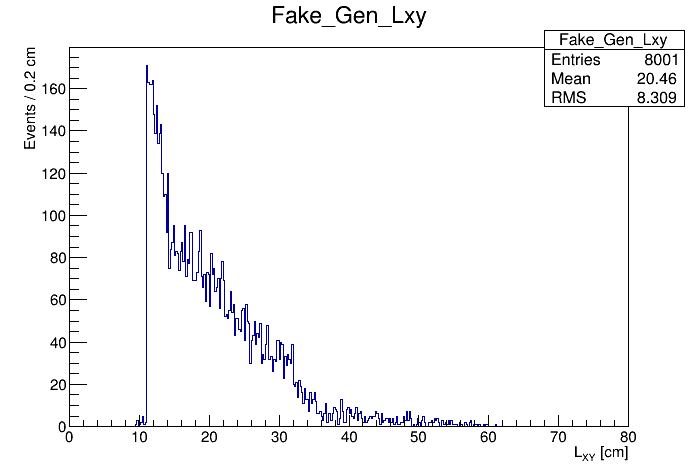 Fake_Gen_Lxy
Fake_Gen_Lxy
Entries 8001
Mean 20.46
RMS 8.309
Events / 0.2 cm
160
140
120
100
80
60
40
20
0
0 10 20 30 40 50 60 70 80
L_XY [cm]